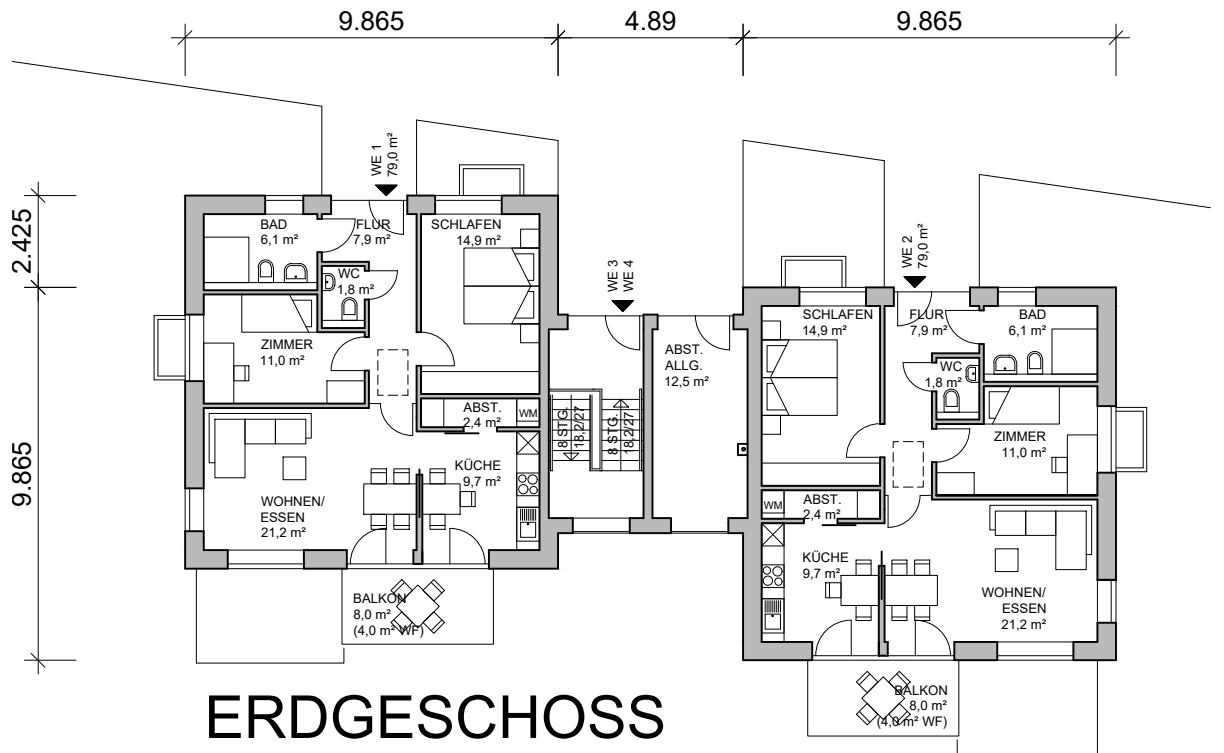 9.865
4.89
9.865
2.425
9.865
WE 1
79,0 m²
BAD
6,1 m²
FLUR
7,9 m²
SCHLAFEN
14,9 m²
WC
1,8 m²
ZIMMER
11,0 m²
ABST.
2,4 m²
WM
KÜCHE
9,7 m²
WOHNEN/
ESSEN
21,2 m²
BALKON
8,0 m²
(4,0 m² WF)
WE 3
WE 4
8 STG.
18,2/27
8 STG.
18,2/27
ABST.
ALLG.
12,5 m²
WE 2
79,0 m²
SCHLAFEN
14,9 m²
FLUR
7,9 m²
BAD
6,1 m²
WC
1,8 m²
ZIMMER
11,0 m²
WM
ABST.
2,4 m²
KÜCHE
9,7 m²
WOHNEN/
ESSEN
21,2 m²
BALKON
8,0 m²
(4,0 m² WF)
ERDGESCHOSS